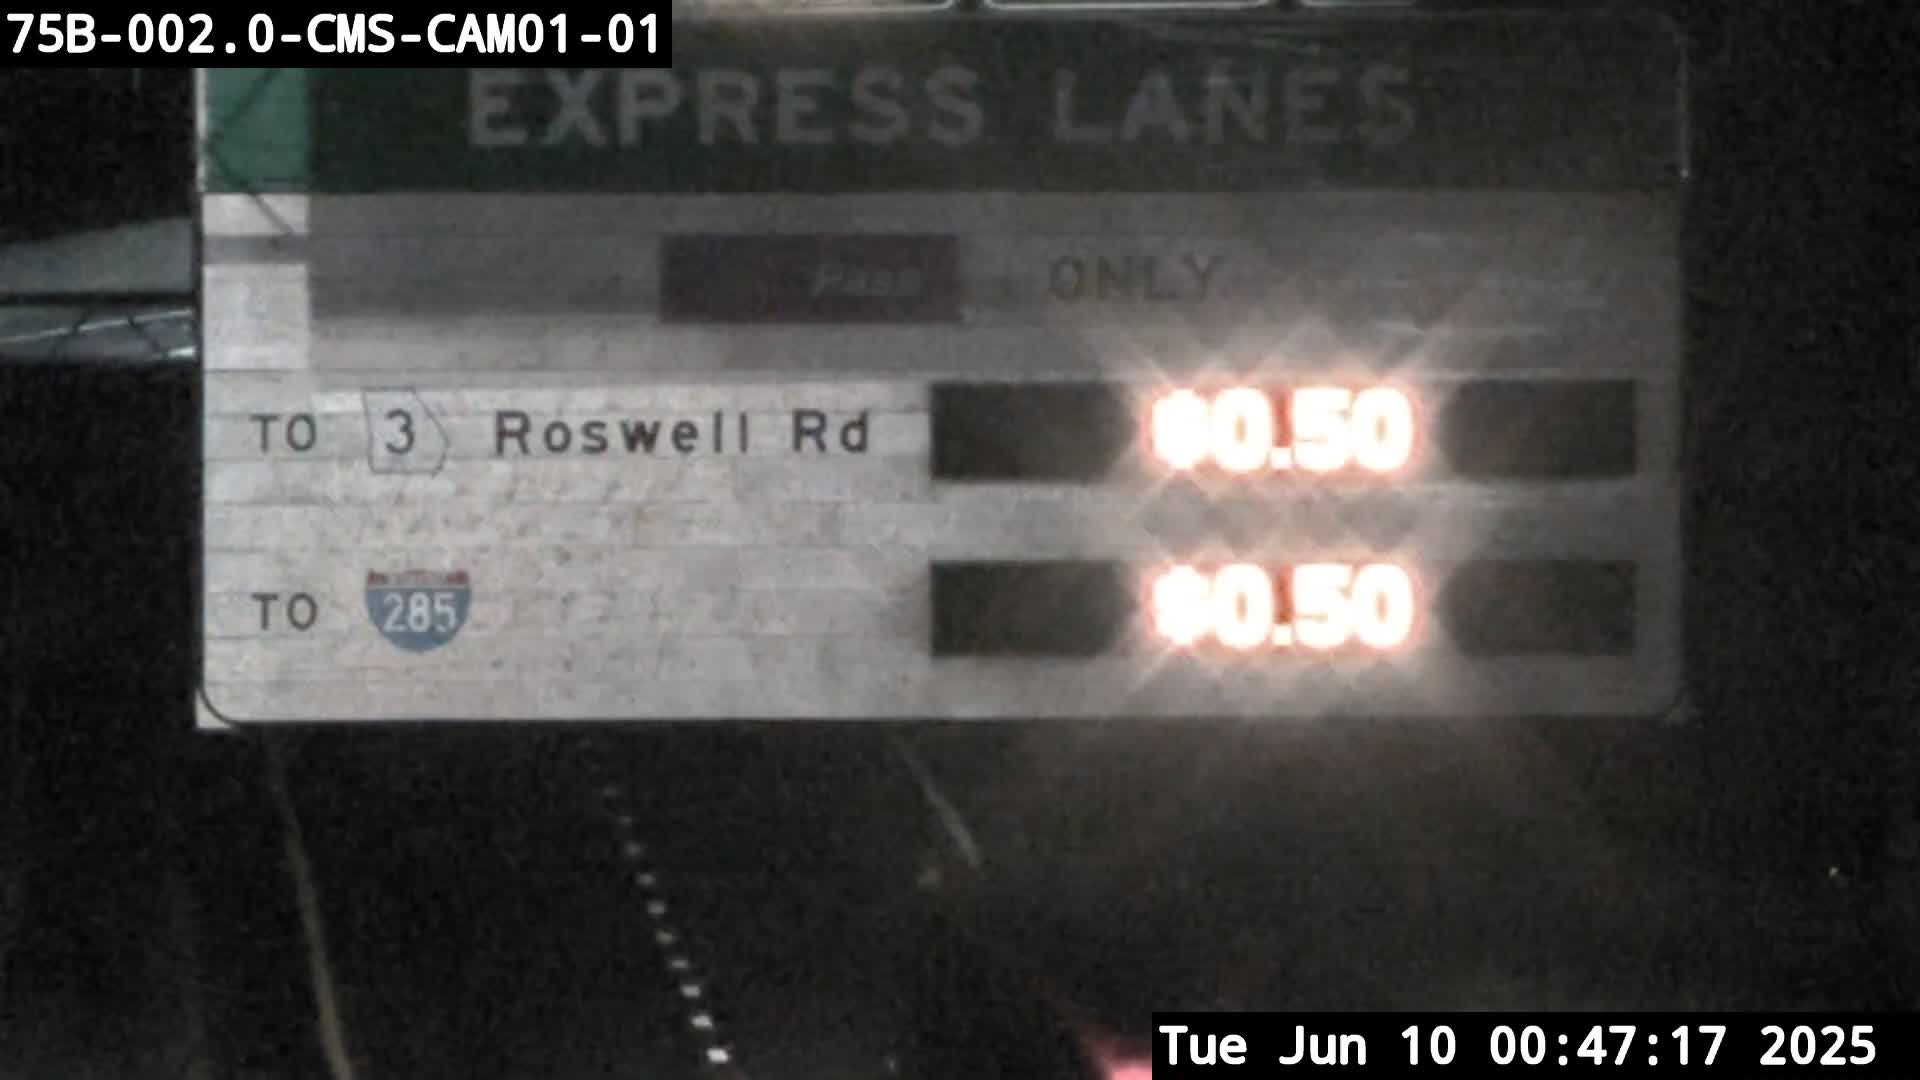 75B-002.0-CMS-CAM01-01
EXPRESS LANES
Pass ONLY
TO 3 Roswell Rd $0.50
TO 285 $0.50
Tue Jun 10 00:47:17 2025